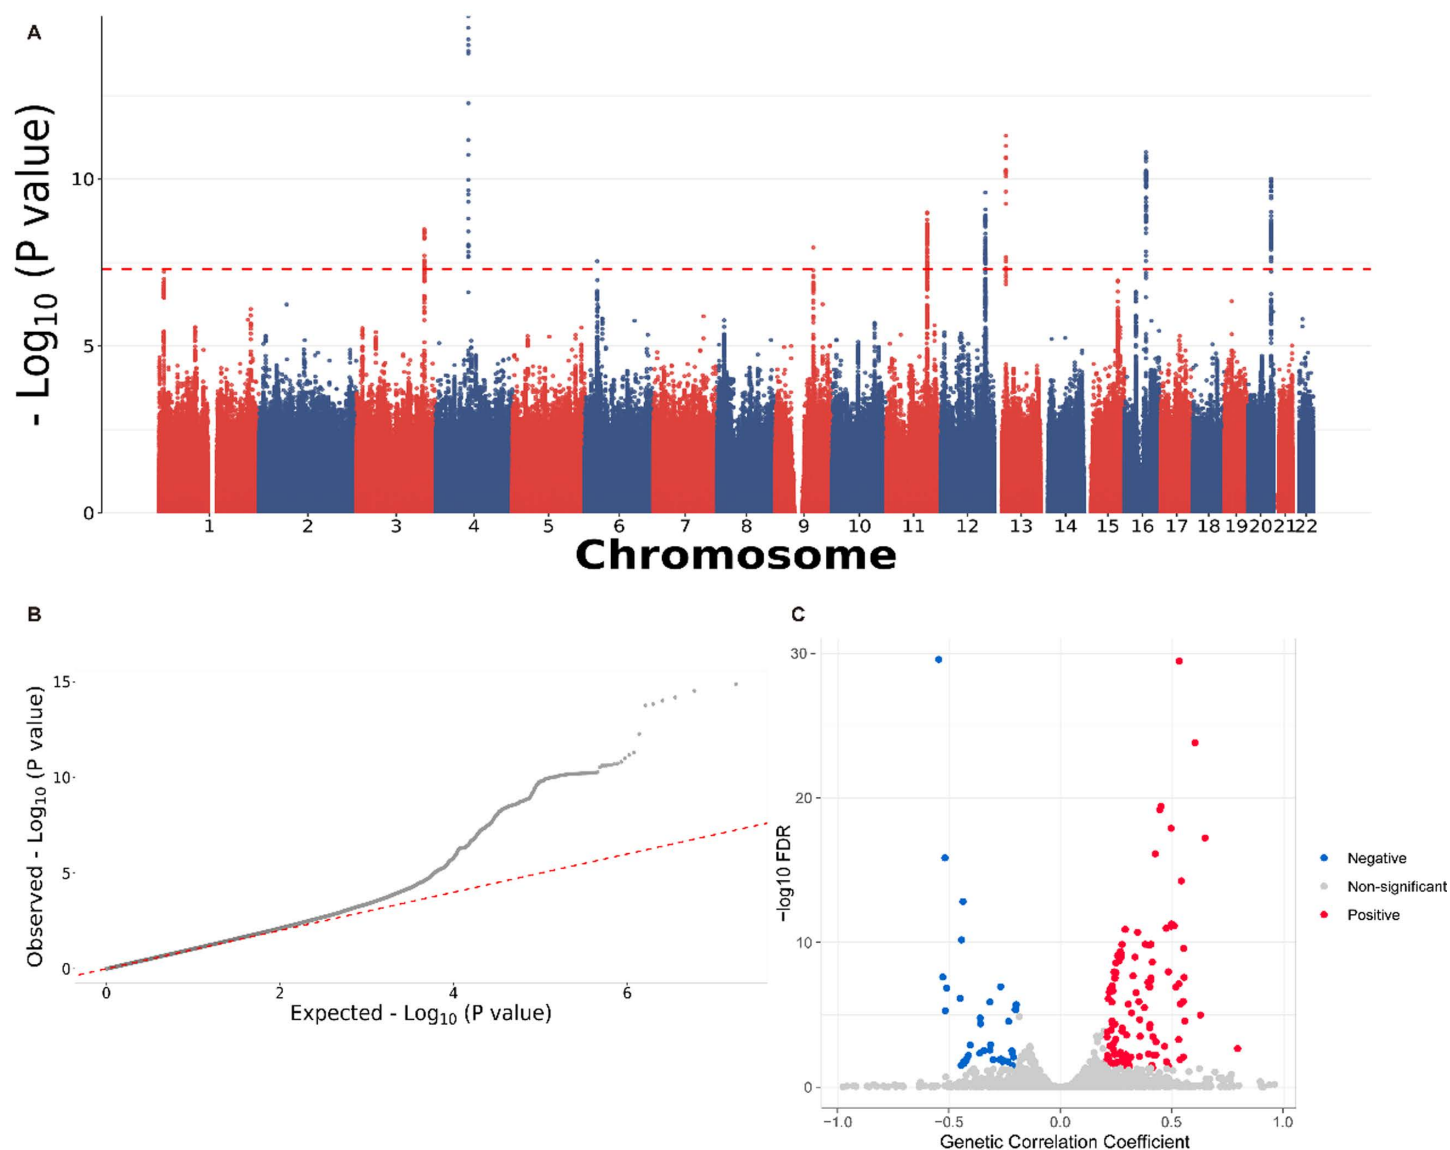 A
- Log10 (P value)
10
5
0
1 2 3 4 5 6 7 8 9 10 11 12 13 14 15 16 17 18 19 20 21 22
Chromosome
B
Observed - Log10 (P value)
15
10
5
0
0 2 4 6
Expected - Log10 (P value)
C
−log10 FDR
30
20
10
0
−1.0 −0.5 0.0 0.5 1.0
Genetic Correlation Coefficient
Negative
Non-significant
Positive